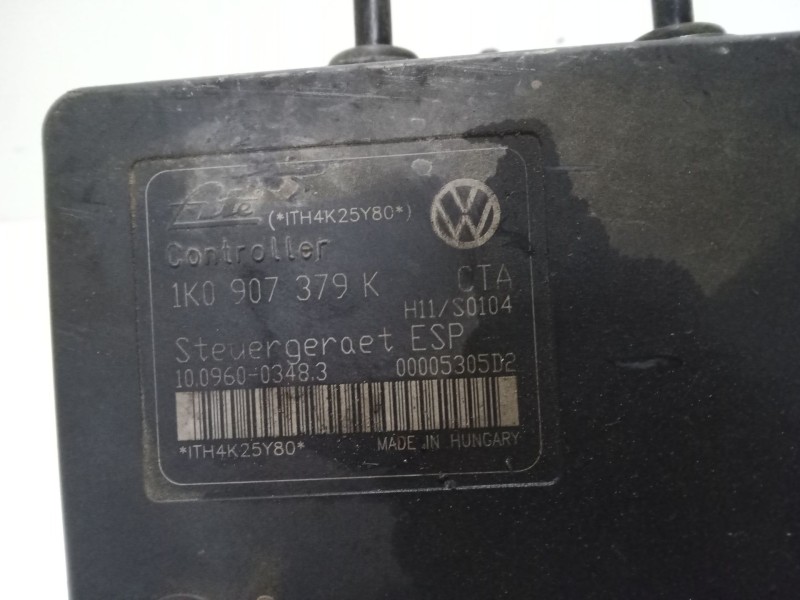 Ate (*ITH4K25Y80*)
Controller
1K0 907 379 K CTA
H11/S0104
Steuergeraet ESP
10.0960-0348.3 00005305D2
*ITH4K25Y80* MADE IN HUNGARY